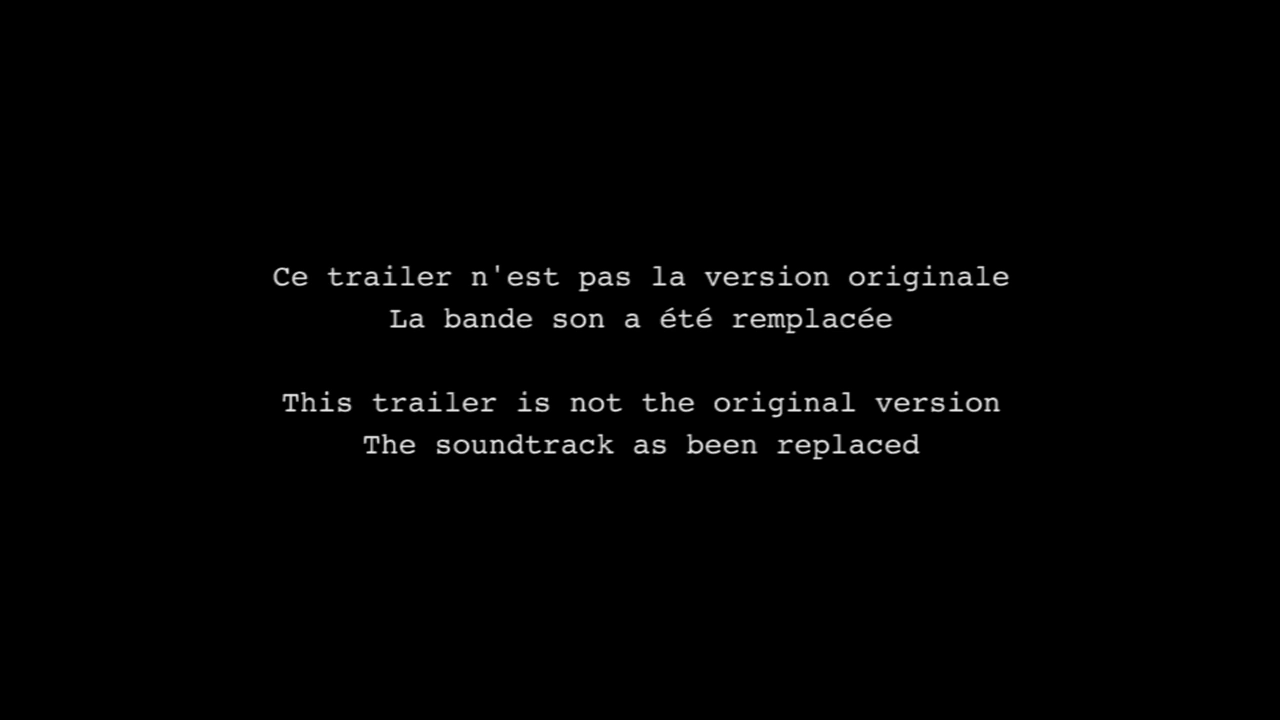 Ce trailer n'est pas la version originale
La bande son a été remplacée
This trailer is not the original version
The soundtrack as been replaced